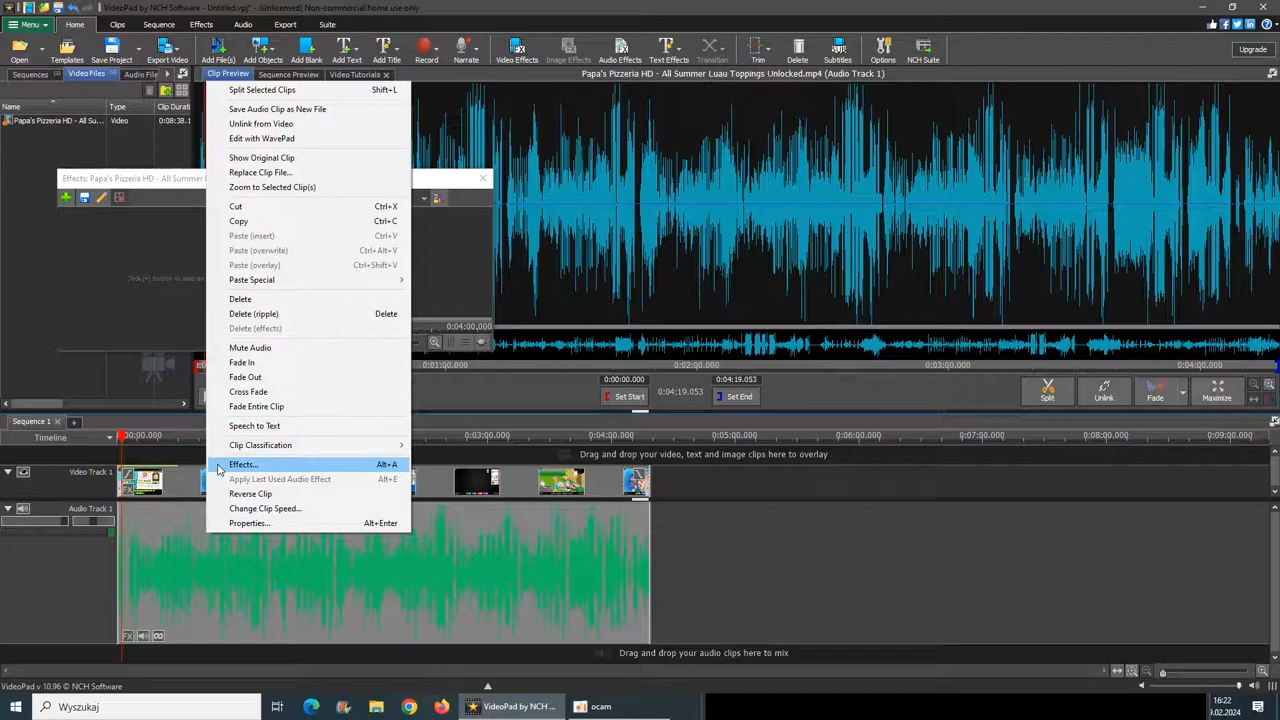 VideoPad by NCH Software - Untitled.vpj* - (Unlicensed) Non-commercial home use only
Menu Home Clips Sequence Effects Audio Export Suite
Open Templates Save Project Export Video Add File(s) Add Objects Add Blank Add Text Add Title Record Narrate Video Effects Image Effects Audio Effects Text Effects Transition Trim Delete Subtitles Options NCH Suite Upgrade
Sequences Video Files Audio Fil Clip Preview Sequence Preview Video Tutorials
Papa's Pizzeria HD - All Summer Luau Toppings Unlocked.mp4 (Audio Track 1)
Name Type Clip Durati
Papa's Pizzeria HD - All Su... Video 0:08:38.1
Split Selected Clips Shift+L
Save Audio Clip as New File
Unlink from Video
Edit with WavePad
Show Original Clip
Replace Clip File...
Zoom to Selected Clip(s)
Cut Ctrl+X
Copy Ctrl+C
Paste (insert) Ctrl+V
Paste (overwrite) Ctrl+Alt+V
Paste (overlay) Ctrl+Shift+V
Paste Special
Delete
Delete (ripple) Delete
Delete (effects)
Mute Audio
Fade In
Fade Out
Cross Fade
Fade Entire Clip
Speech to Text
Clip Classification
Effects... Alt+A
Apply Last Used Audio Effect Alt+E
Reverse Clip
Change Clip Speed...
Properties... Alt+Enter
Effects: Papa's Pizzeria HD - All Summer
Click [+] button to add an
0:04:00.000
0:01:00.000 0:02:00.000 0:03:00.000 0:04:00.000
0:00:00.000 0:04:19.053
Set Start 0:04:19.053 Set End
Split Unlink Fade Maximize
Sequence 1
Timeline :00:00.000 0:03:00.000 0:04:00.000 0:05:00.000 0:06:00.000 0:07:00.000 0:08:00.000 0:09:00.000
Drag and drop your video, text and image clips here to overlay
Video Track 1
Audio Track 1
FX
Drag and drop your audio clips here to mix
VideoPad v 10.96 © NCH Software
Wyszukaj
VideoPad by NCH ...
ocam
16:22
9.02.2024